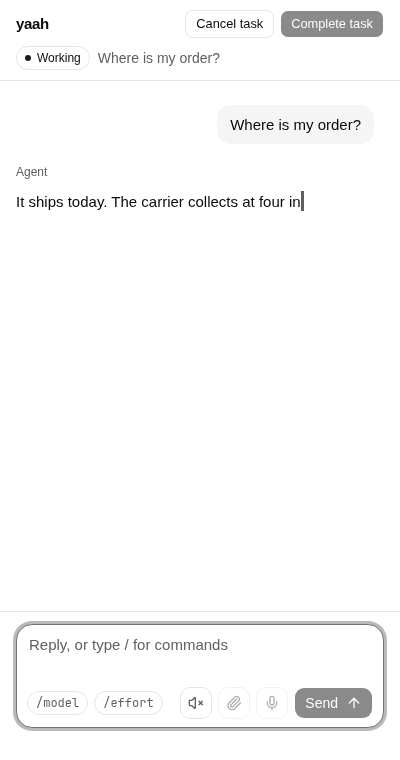 yaah
Cancel task
Complete task
Working
Where is my order?
Where is my order?
Agent
It ships today. The carrier collects at four in
Reply, or type / for commands
/model
/effort
Send